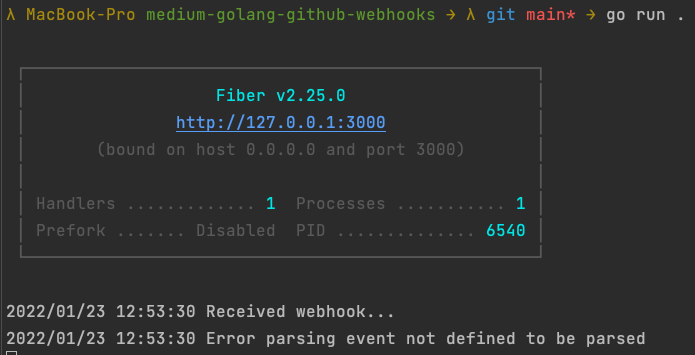 λ MacBook-Pro medium-golang-github-webhooks → λ git main* → go run .
Fiber v2.25.0
http://127.0.0.1:3000
(bound on host 0.0.0.0 and port 3000)
Handlers ............. 1  Processes ........... 1
Prefork ....... Disabled  PID .............. 6540
2022/01/23 12:53:30 Received webhook...
2022/01/23 12:53:30 Error parsing event not defined to be parsed